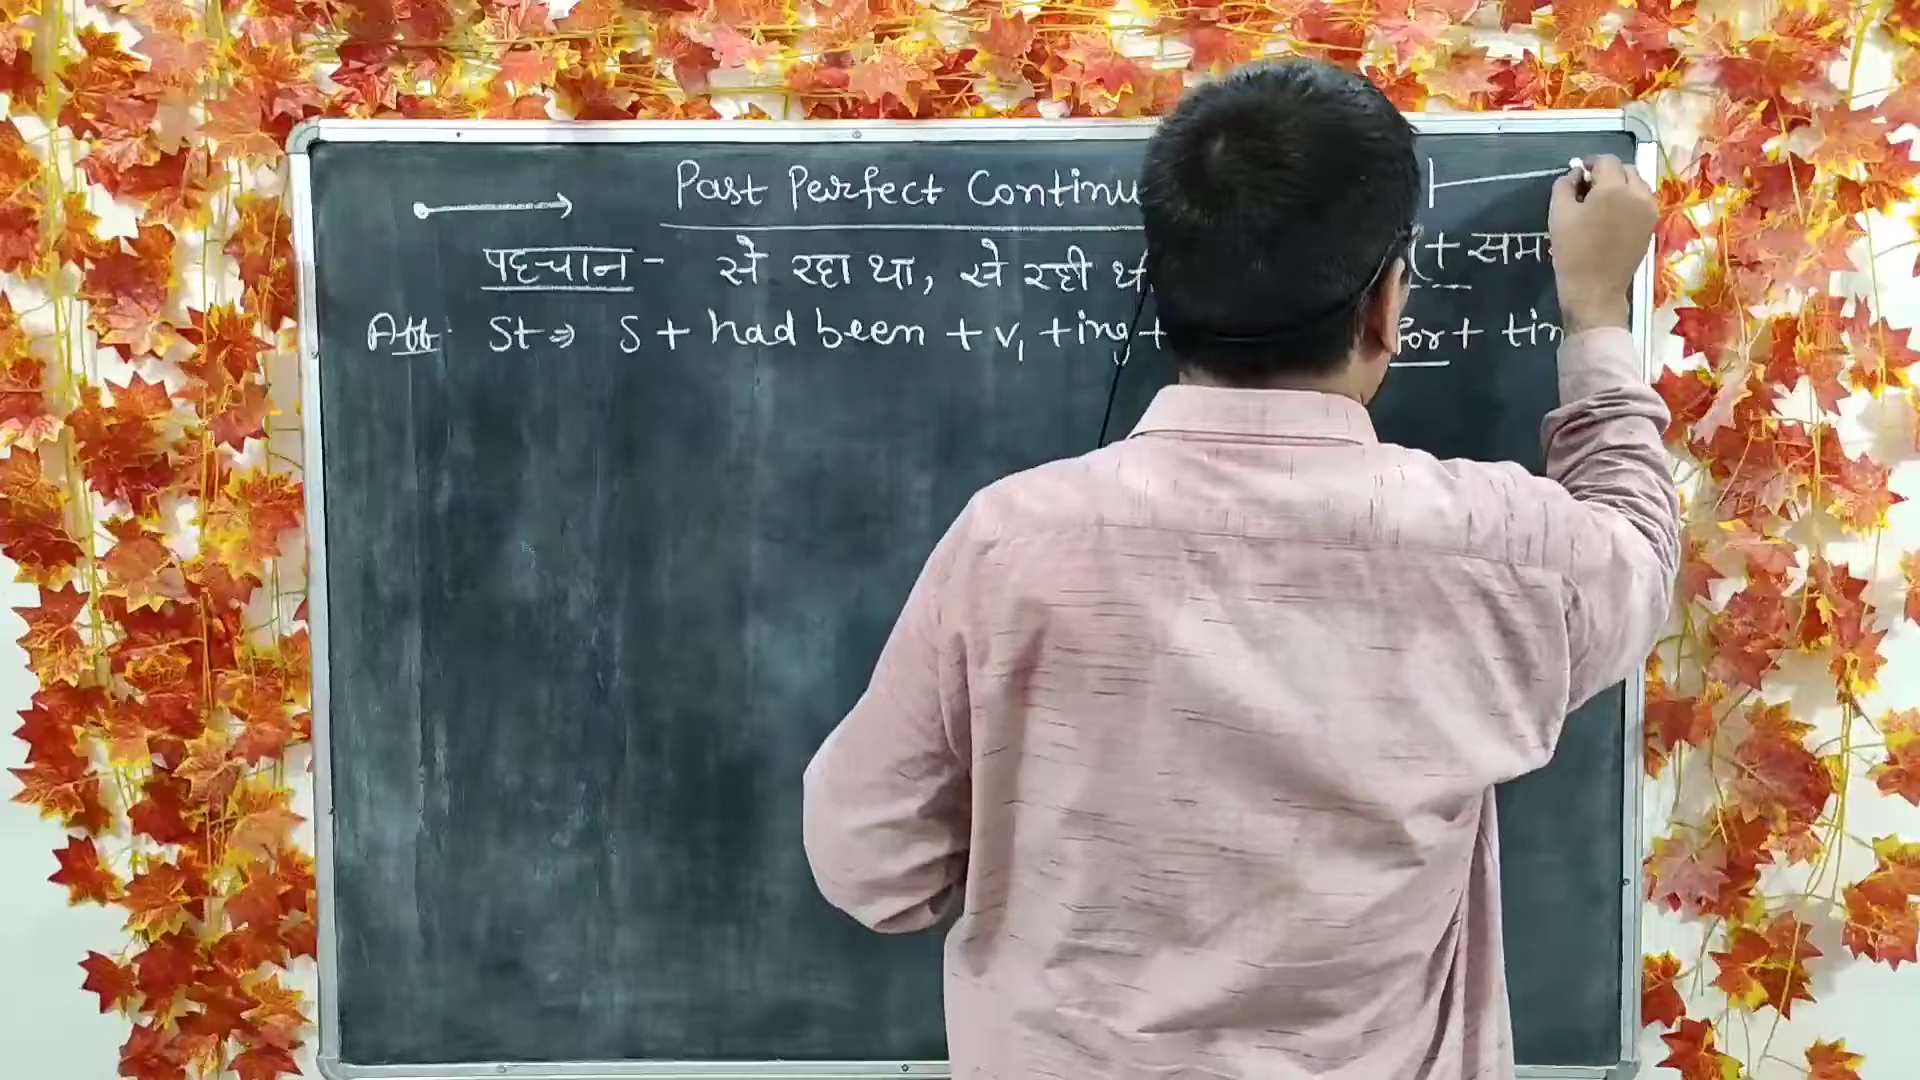 Past Perfect Continu
पहचान - से रहा था, से रही थी + समय
Aff. St ⇒ S + had been + V₁ + ing + for + tim